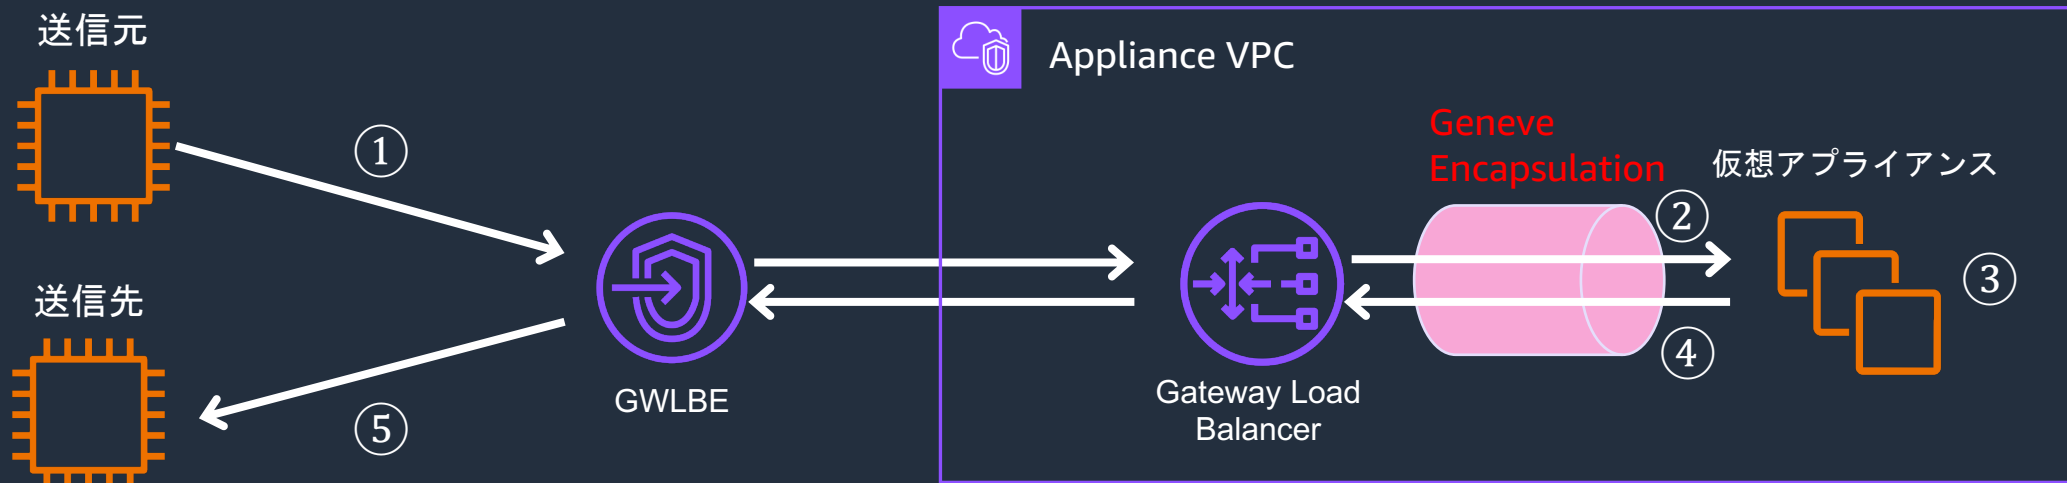 送信元
Appliance VPC
①
Geneve
Encapsulation
仮想アプライアンス
②
③
送信先
④
GWLBE
Gateway Load
Balancer
⑤